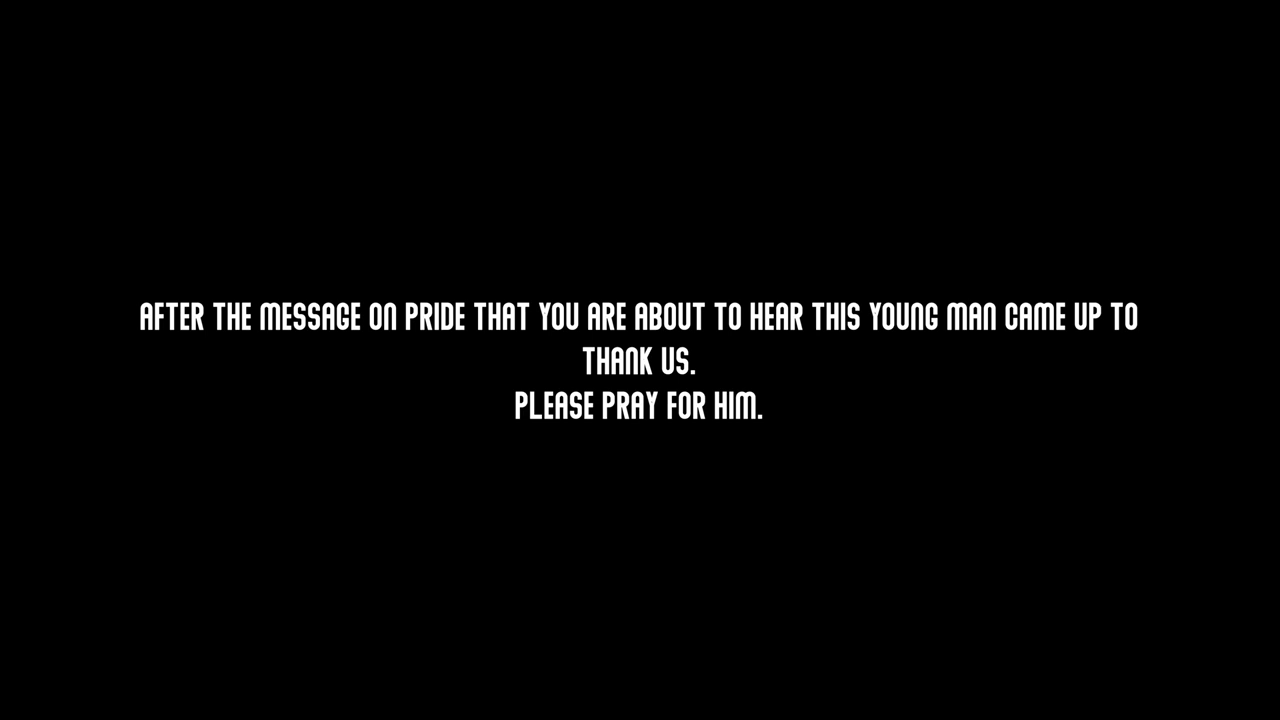 AFTER THE MESSAGE ON PRIDE THAT YOU ARE ABOUT TO HEAR THIS YOUNG MAN CAME UP TO
THANK US.
PLEASE PRAY FOR HIM.